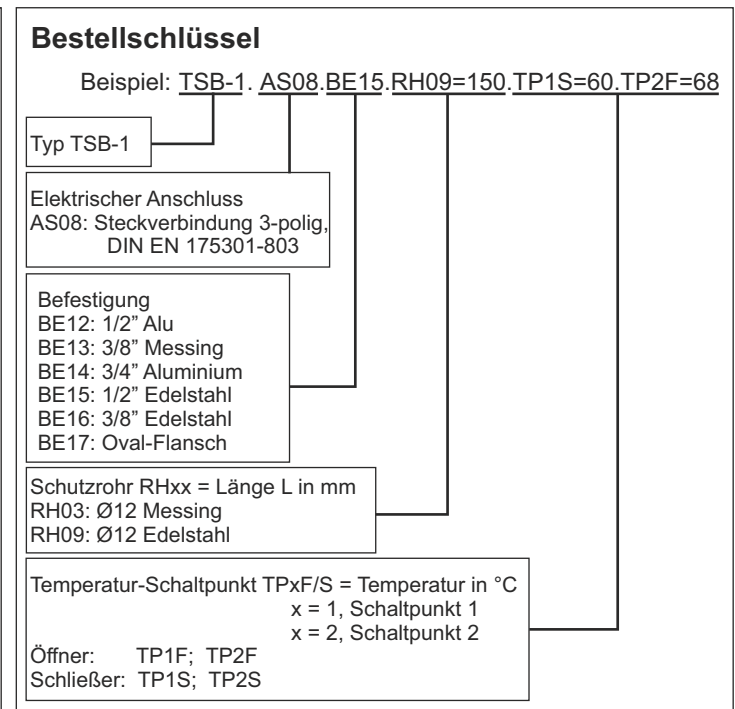 Bestellschlüssel
Beispiel: TSB-1. AS08.BE15.RH09=150.TP1S=60.TP2F=68
Typ TSB-1
Elektrischer Anschluss
AS08: Steckverbindung 3-polig,
DIN EN 175301-803
Befestigung
BE12: 1/2” Alu
BE13: 3/8” Messing
BE14: 3/4” Aluminium
BE15: 1/2” Edelstahl
BE16: 3/8” Edelstahl
BE17: Oval-Flansch
Schutzrohr RHxx = Länge L in mm
RH03: Ø12 Messing
RH09: Ø12 Edelstahl
Temperatur-Schaltpunkt TPxF/S = Temperatur in °C
x = 1, Schaltpunkt 1
x = 2, Schaltpunkt 2
Öffner: TP1F; TP2F
Schließer: TP1S; TP2S